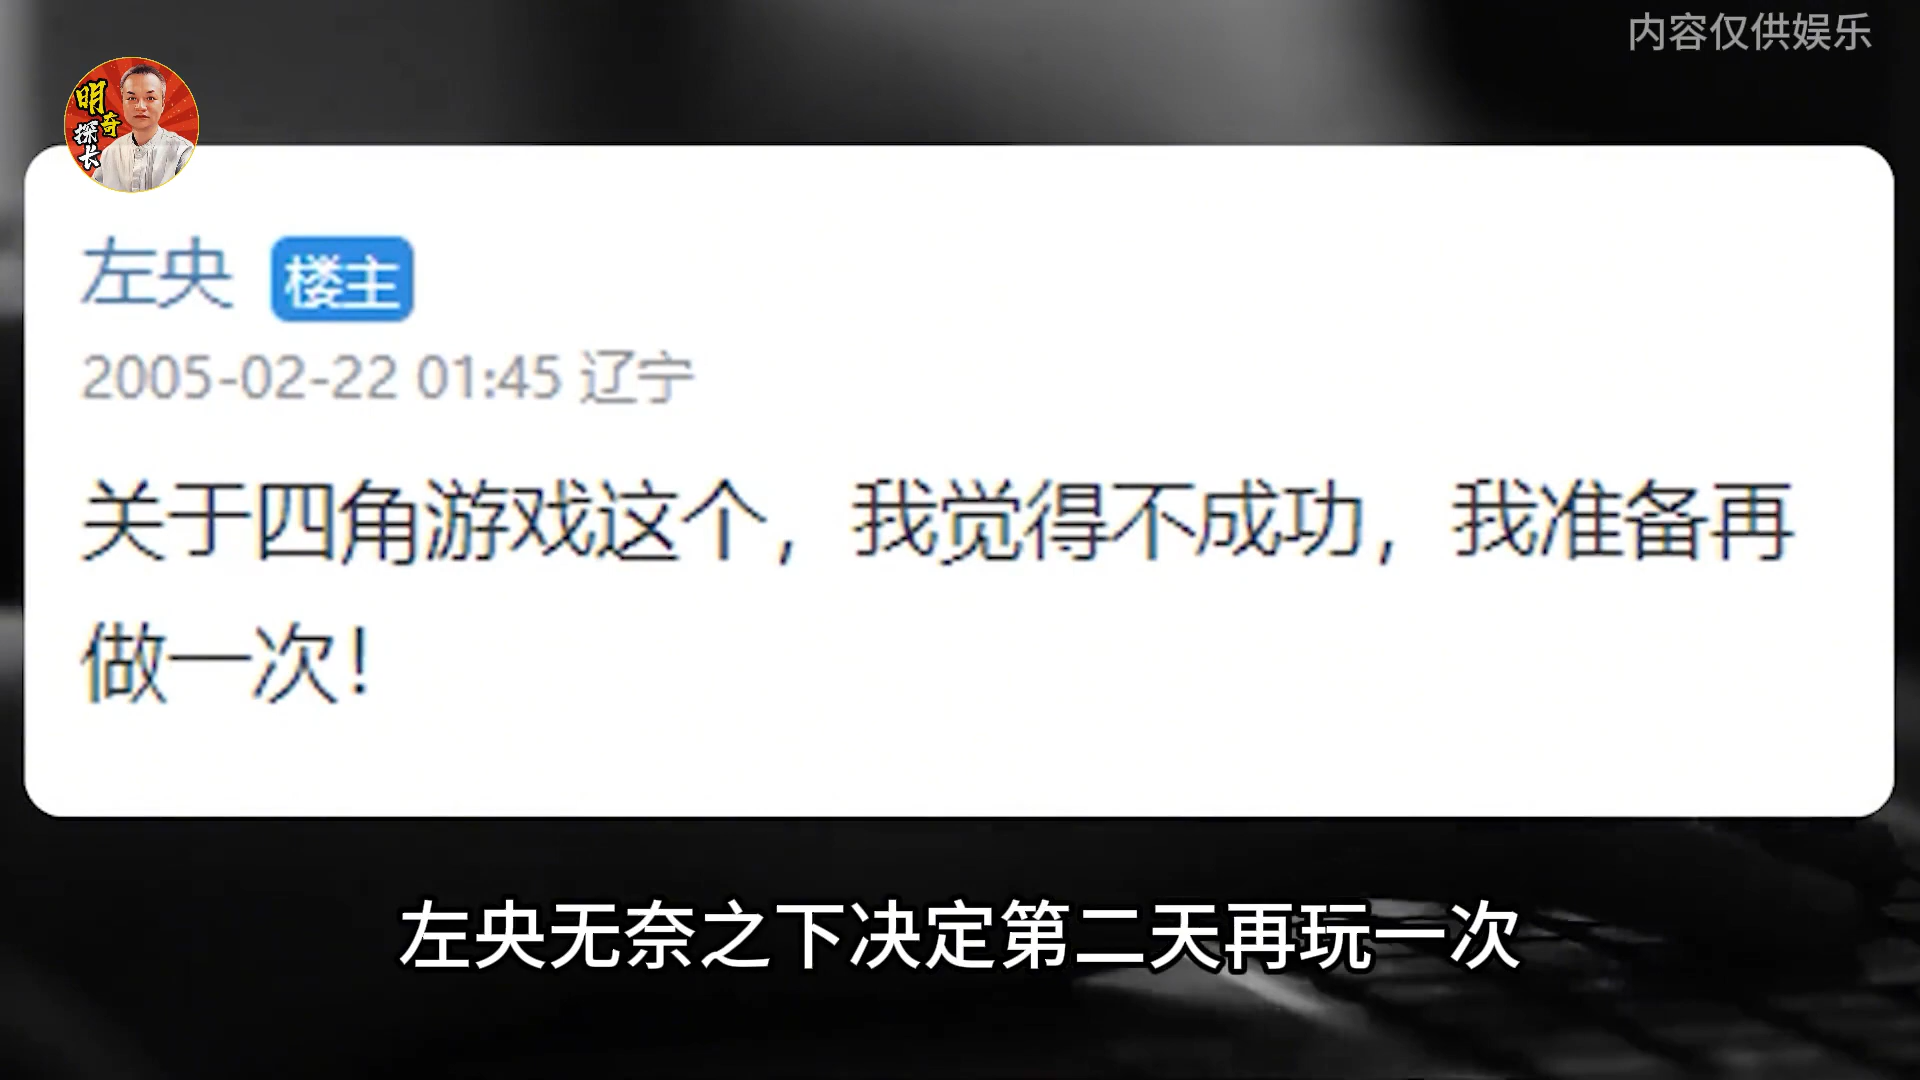 内容仅供娱乐
明奇探长
左央 楼主
2005-02-22 01:45 辽宁
关于四角游戏这个，我觉得不成功，我准备再
做一次！
左央无奈之下决定第二天再玩一次